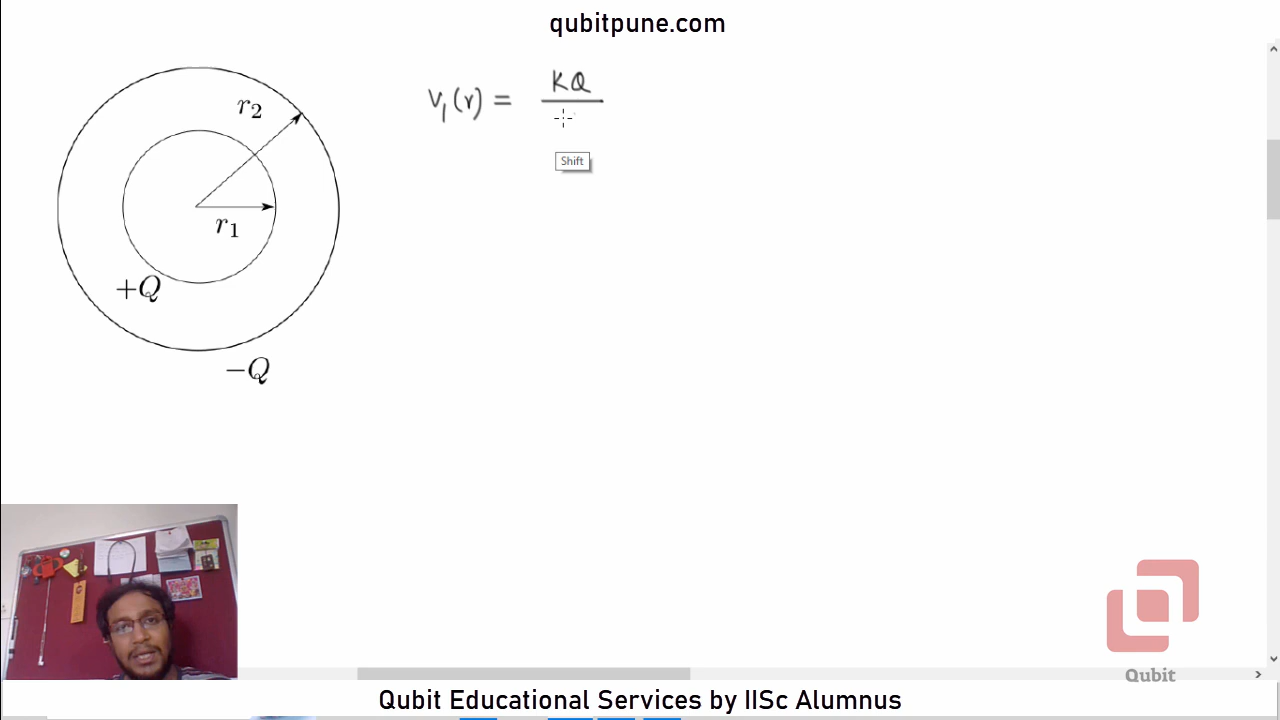 qubitpune.com
r2
r1
+Q
−Q
V1(r) = KQ
Shift
Qubit
Qubit Educational Services by IISc Alumnus